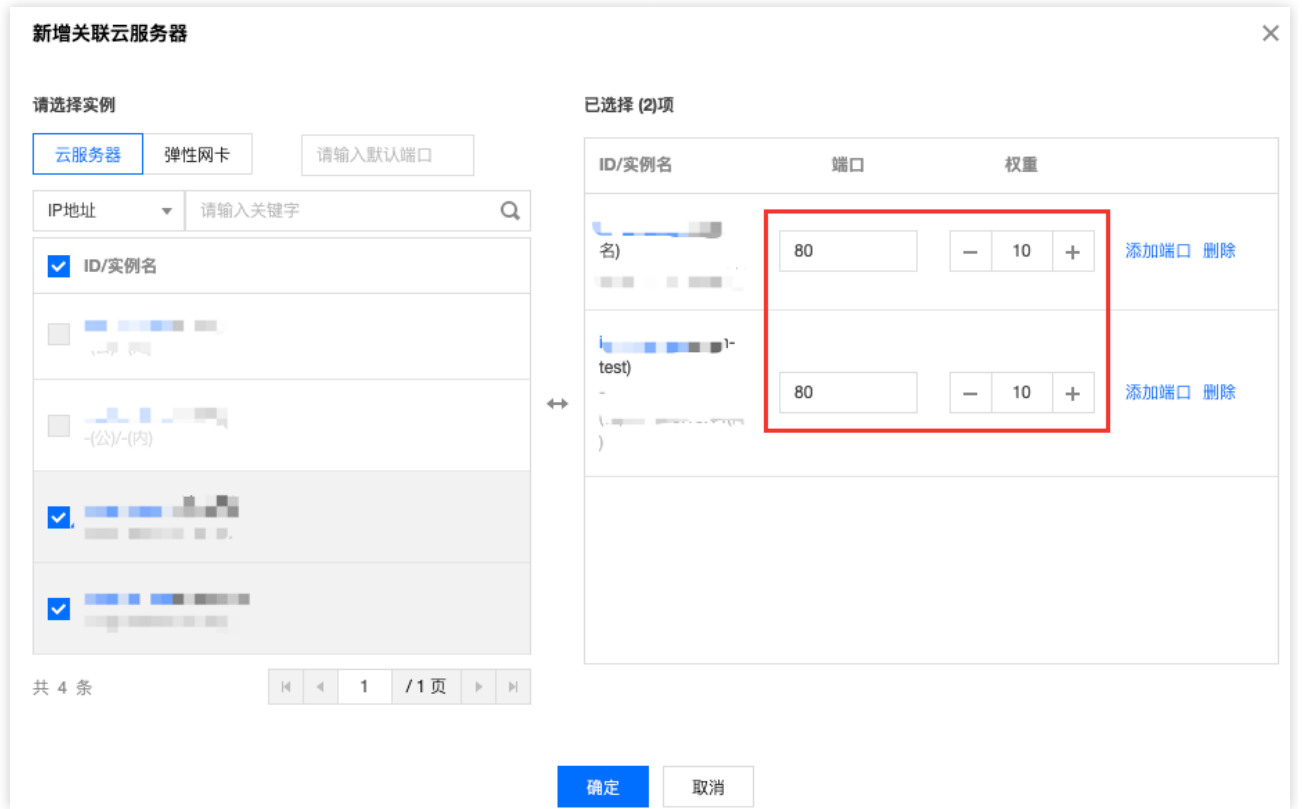 新增关联云服务器
请选择实例
云服务器 弹性网卡 请输入默认端口
IP地址 请输入关键字
ID/实例名
-(公)/-(内)
共 4 条
1 / 1 页
已选择 (2)项
ID/实例名 端口 权重
名)
80 10 添加端口 删除
test)
-
80 10 添加端口 删除
)
确定 取消